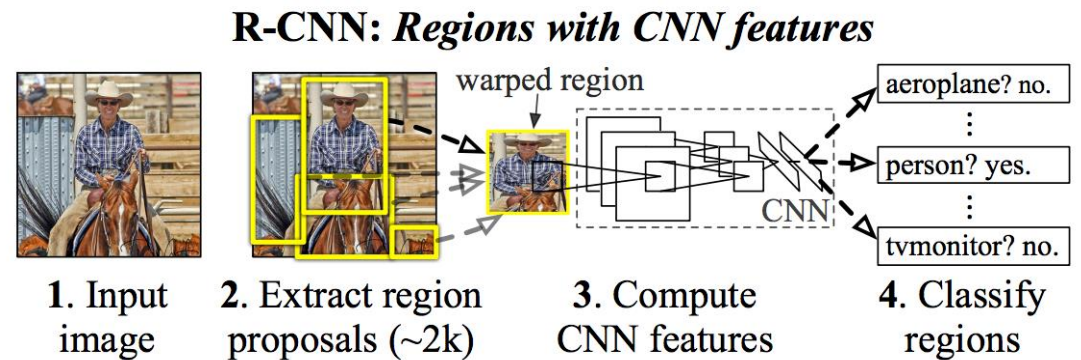 R-CNN: Regions with CNN features
warped region
aeroplane? no.
⋮
person? yes.
⋮
tvmonitor? no.
CNN
1. Input
image
2. Extract region
proposals (~2k)
3. Compute
CNN features
4. Classify
regions